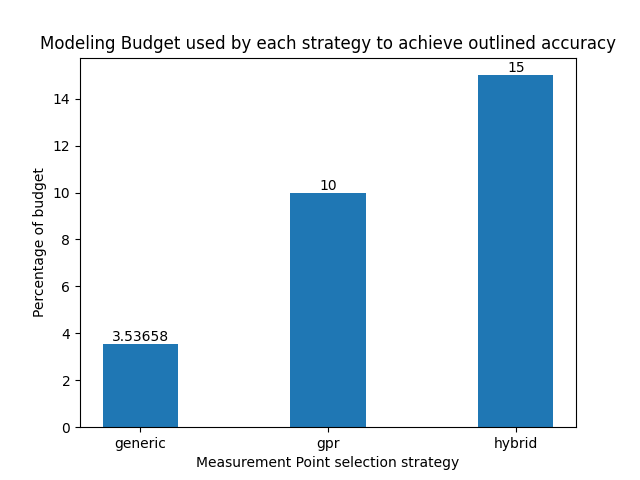 Modeling Budget used by each strategy to achieve outlined accuracy
15
14
12
10
10
8
6
3.53658
4
2
0
Percentage of budget
generic
gpr
hybrid
Measurement Point selection strategy